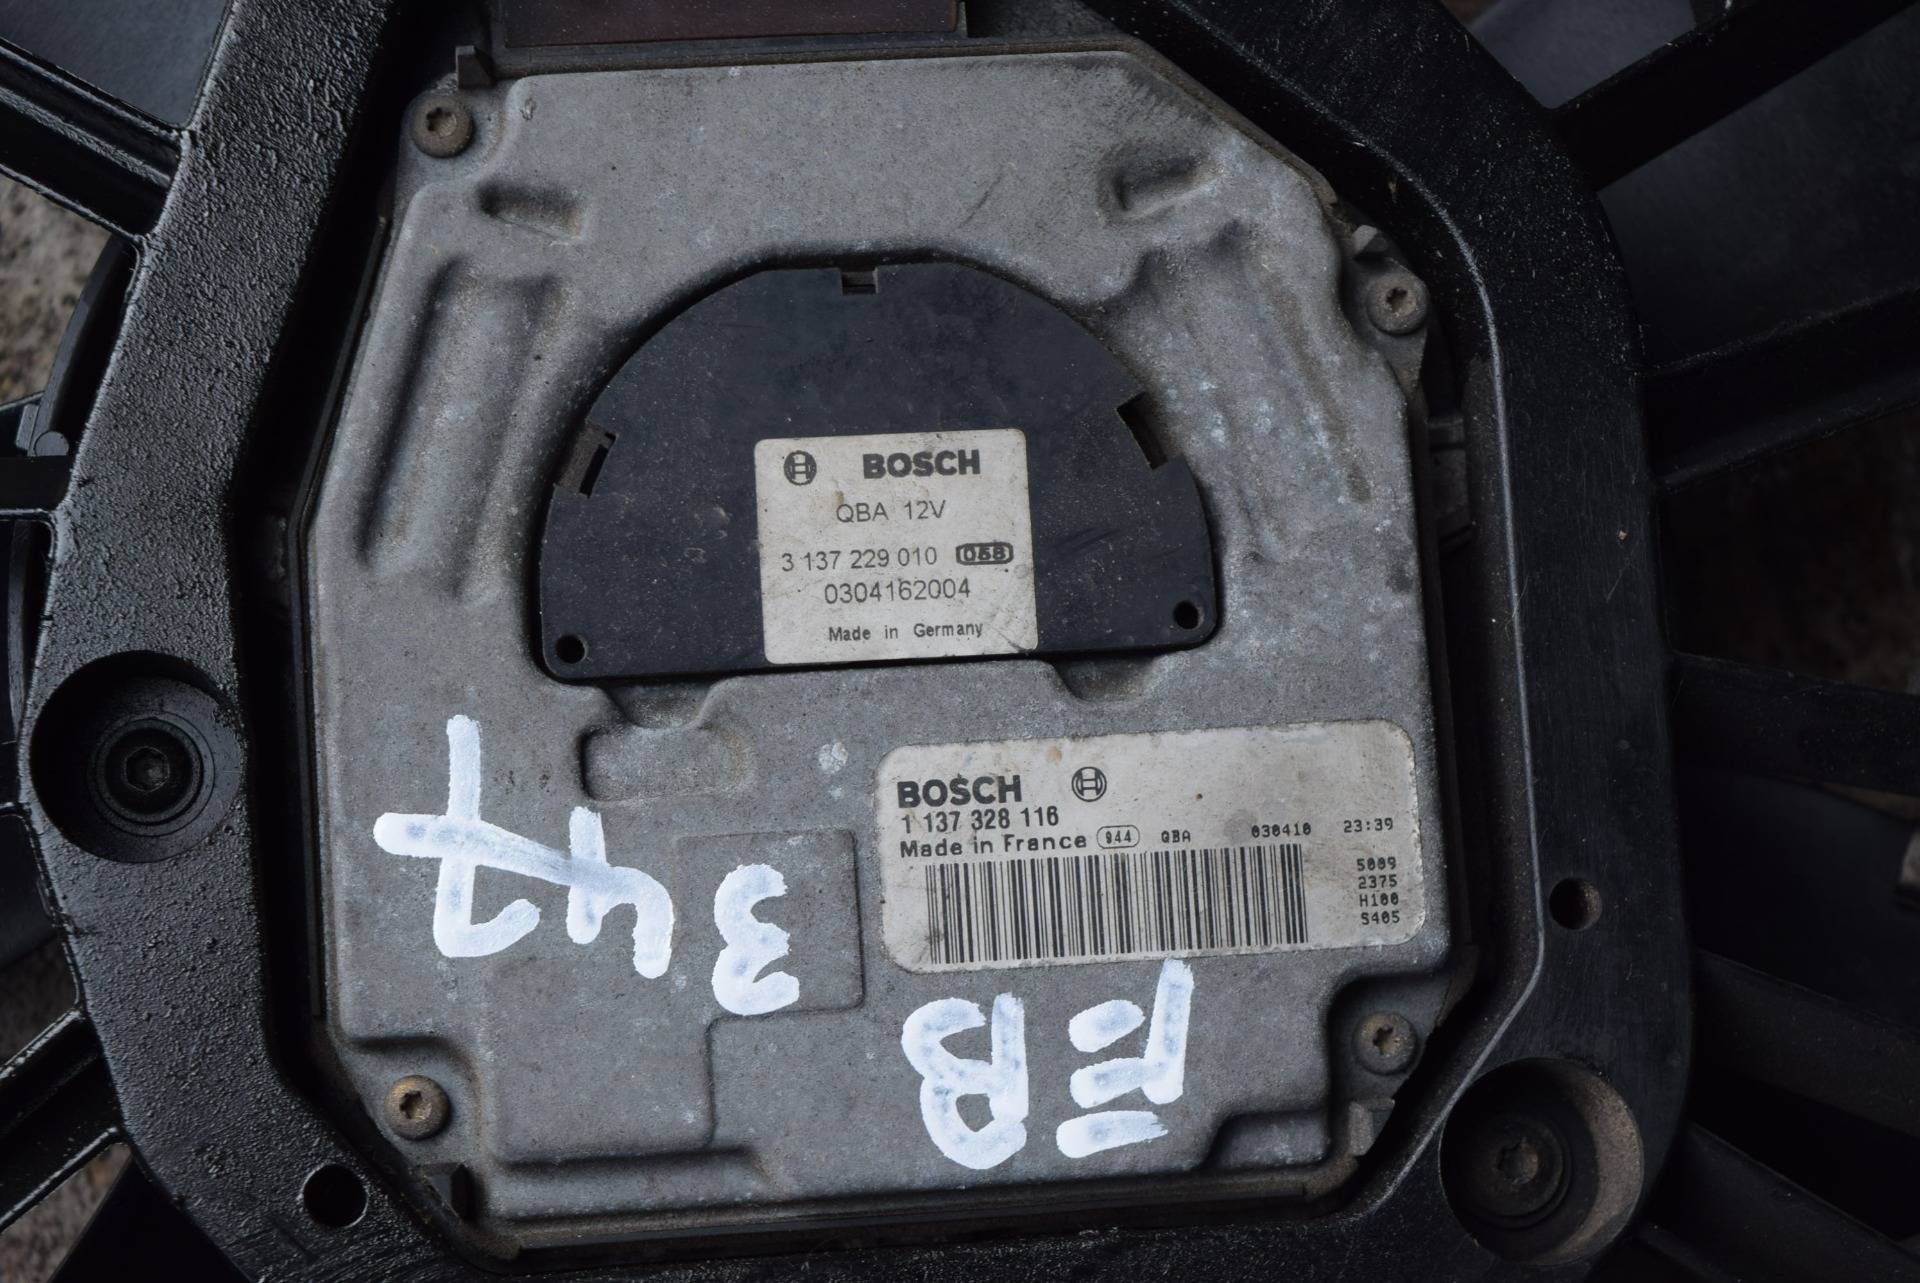 BOSCH
QBA 12V
3 137 229 010 058
0304162004
Made in Germany
BOSCH
1 137 328 116
Made in France 944 QBA 030410 23:39
5009
2375
H100
S405
EB 347